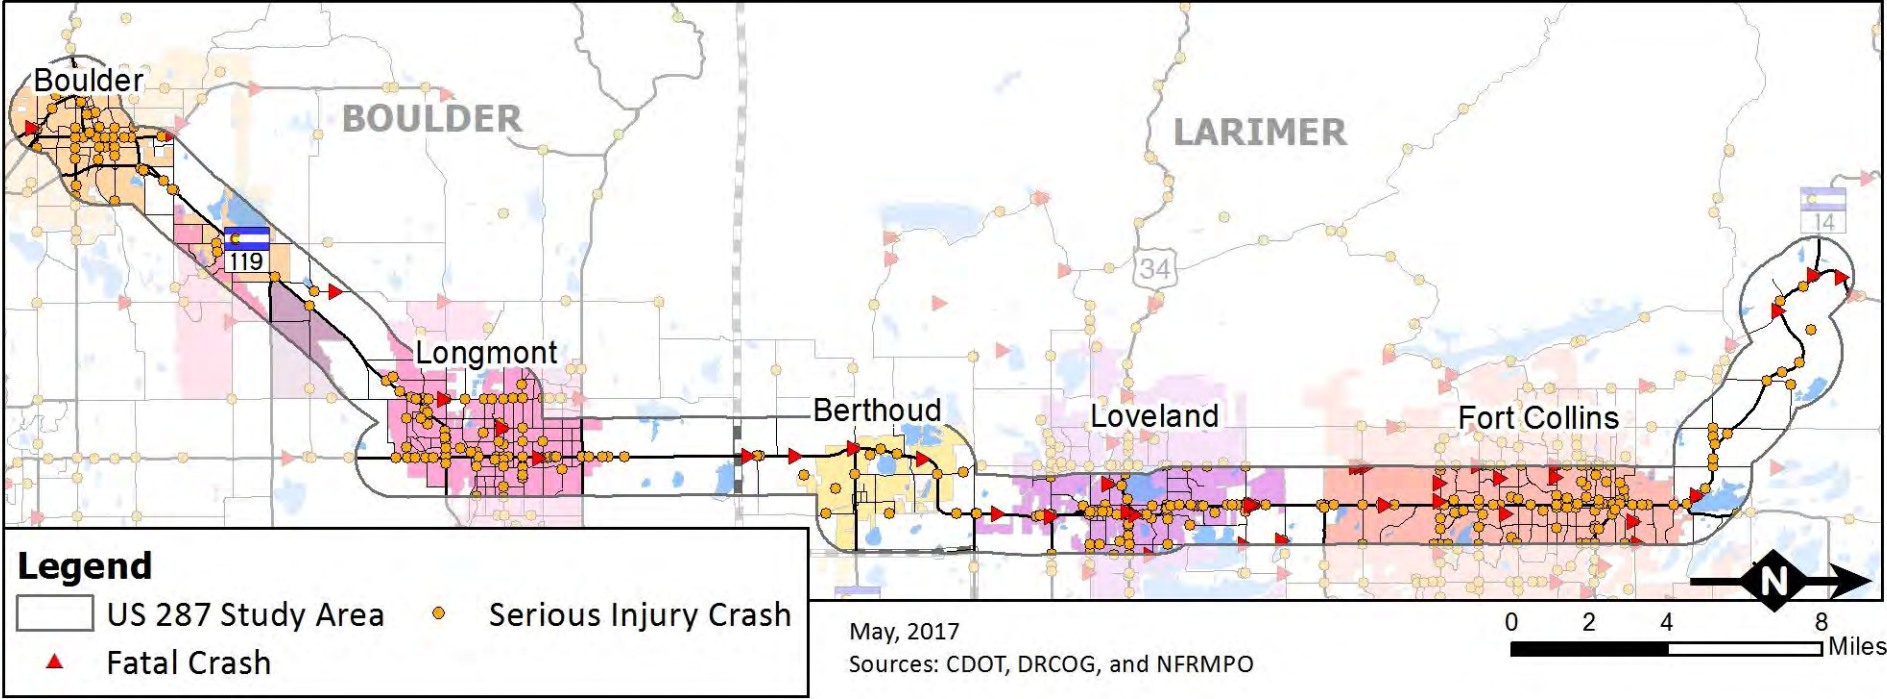 Boulder
BOULDER
LARIMER
C
14
C
119
34
Longmont
Berthoud
Loveland
Fort Collins
Legend
US 287 Study Area
Serious Injury Crash
Fatal Crash
May, 2017
Sources: CDOT, DRCOG, and NFRMPO
N
0 2 4 8
Miles